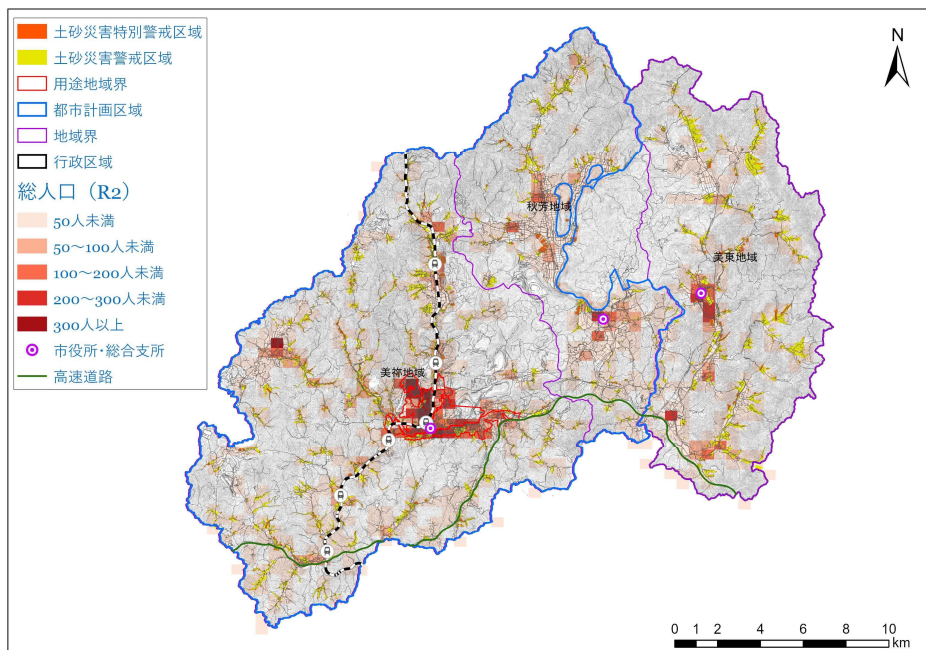 土砂災害特別警戒区域
土砂災害警戒区域
用途地域界
都市計画区域
地域界
行政区域
総人口（R2）
50人未満
50～100人未満
100～200人未満
200～300人未満
300人以上
市役所・総合支所
高速道路
N
秋芳地域
美東地域
美祢地域
0 1 2 4 6 8 10
km